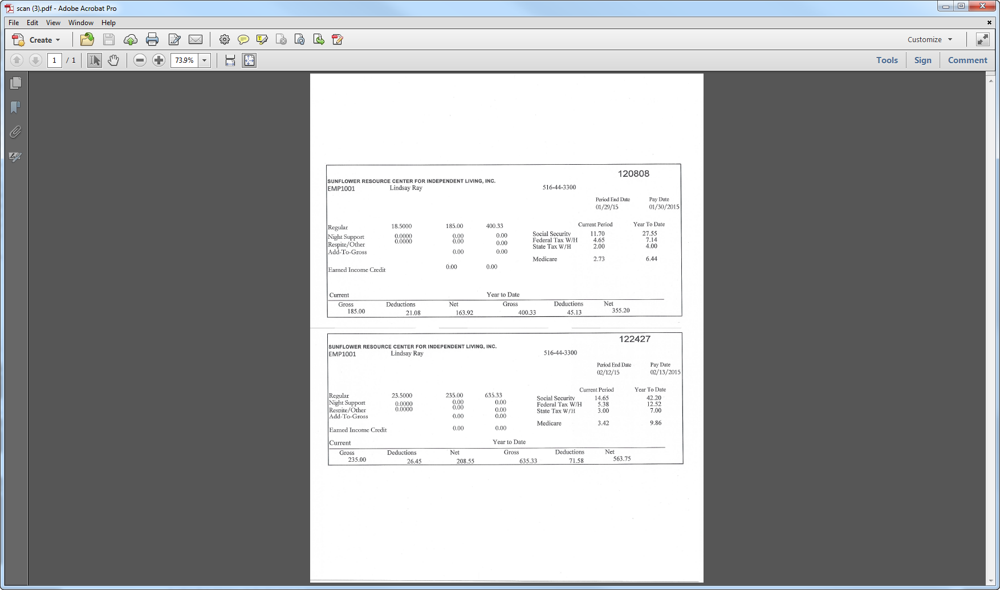 scan (3).pdf - Adobe Acrobat Pro
File Edit View Window Help
Create Customize
1 / 1 73.9% Tools Sign Comment
120808
SUNFLOWER RESOURCE CENTER FOR INDEPENDENT LIVING, INC.
EMP1001 Lindsay Ray 516-44-3300
Period End Date Pay Date
01/29/15 01/30/2015
Current Period Year To Date
Regular 18.5000 185.00 400.33
Social Security 11.70 27.55
Night Support 0.0000 0.00 0.00
Federal Tax W/H 4.65 7.14
Respite/Other 0.0000 0.00 0.00
State Tax W/H 2.00 4.00
Add-To-Gross 0.00 0.00
Medicare 2.73 6.44
Earned Income Credit 0.00 0.00
Current Year to Date
Gross Deductions Net Gross Deductions Net
185.00 21.08 163.92 400.33 45.13 355.20
122427
SUNFLOWER RESOURCE CENTER FOR INDEPENDENT LIVING, INC.
EMP1001 Lindsay Ray 516-44-3300
Period End Date Pay Date
02/12/15 02/13/2015
Current Period Year To Date
Regular 23.5000 235.00 635.33
Social Security 14.65 42.20
Night Support 0.0000 0.00 0.00
Federal Tax W/H 5.38 12.52
Respite/Other 0.0000 0.00 0.00
State Tax W/H 3.00 7.00
Add-To-Gross 0.00 0.00
Medicare 3.42 9.86
Earned Income Credit 0.00 0.00
Current Year to Date
Gross Deductions Net Gross Deductions Net
235.00 26.45 208.55 635.33 71.58 563.75